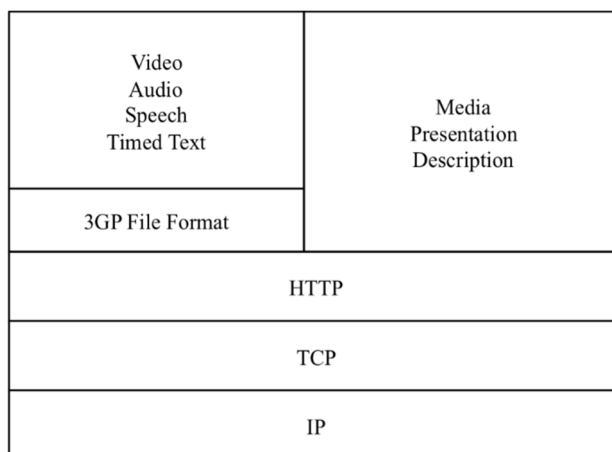 Video
Audio
Speech
Timed Text
Media
Presentation
Description
3GP File Format
HTTP
TCP
IP